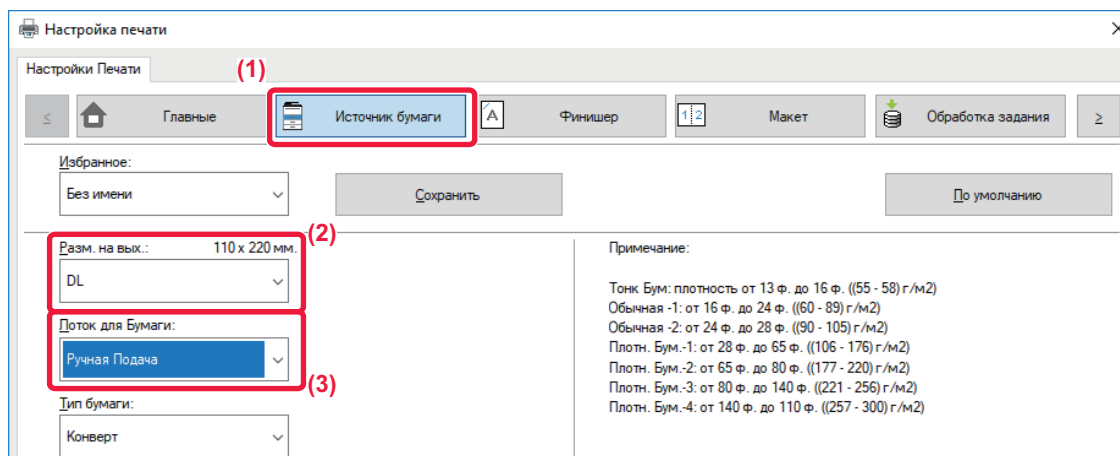 Настройка печати
Настройки Печати
(1)
≤
Главные
Источник бумаги
A
Финишер
1 2
Макет
Обработка задания
≥
Избранное:
Без имени
Сохранить
По умолчанию
(2)
Разм. на вых.: 110 x 220 мм.
DL
Лоток для Бумаги:
Ручная Подача
(3)
Тип бумаги:
Конверт
Примечание:
Тонк Бум: плотность от 13 ф. до 16 ф. ((55 - 58) г/м2)
Обычная -1: от 16 ф. до 24 ф. ((60 - 89) г/м2)
Обычная -2: от 24 ф. до 28 ф. ((90 - 105) г/м2)
Плотн. Бум.-1: от 28 ф. до 65 ф. ((106 - 176) г/м2)
Плотн. Бум.-2: от 65 ф. до 80 ф. ((177 - 220) г/м2)
Плотн. Бум.-3: от 80 ф. до 140 ф. ((221 - 256) г/м2)
Плотн. Бум.-4: от 140 ф. до 110 ф. ((257 - 300) г/м2)